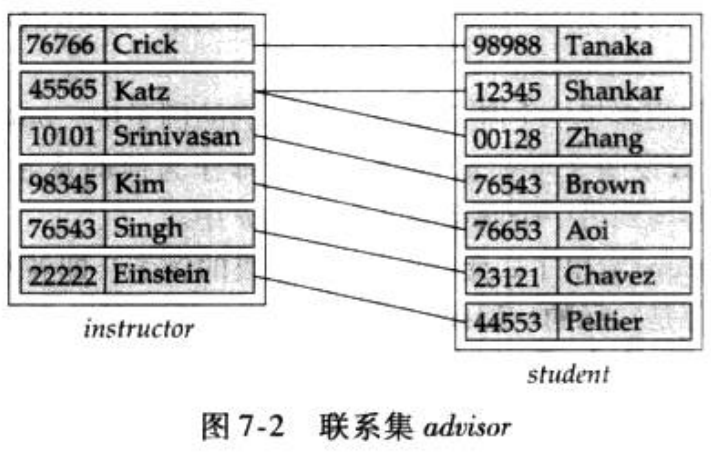 76766 Crick
45565 Katz
10101 Srinivasan
98345 Kim
76543 Singh
22222 Einstein
instructor
98988 Tanaka
12345 Shankar
00128 Zhang
76543 Brown
76653 Aoi
23121 Chavez
44553 Peltier
student
图 7-2 联系集 advisor